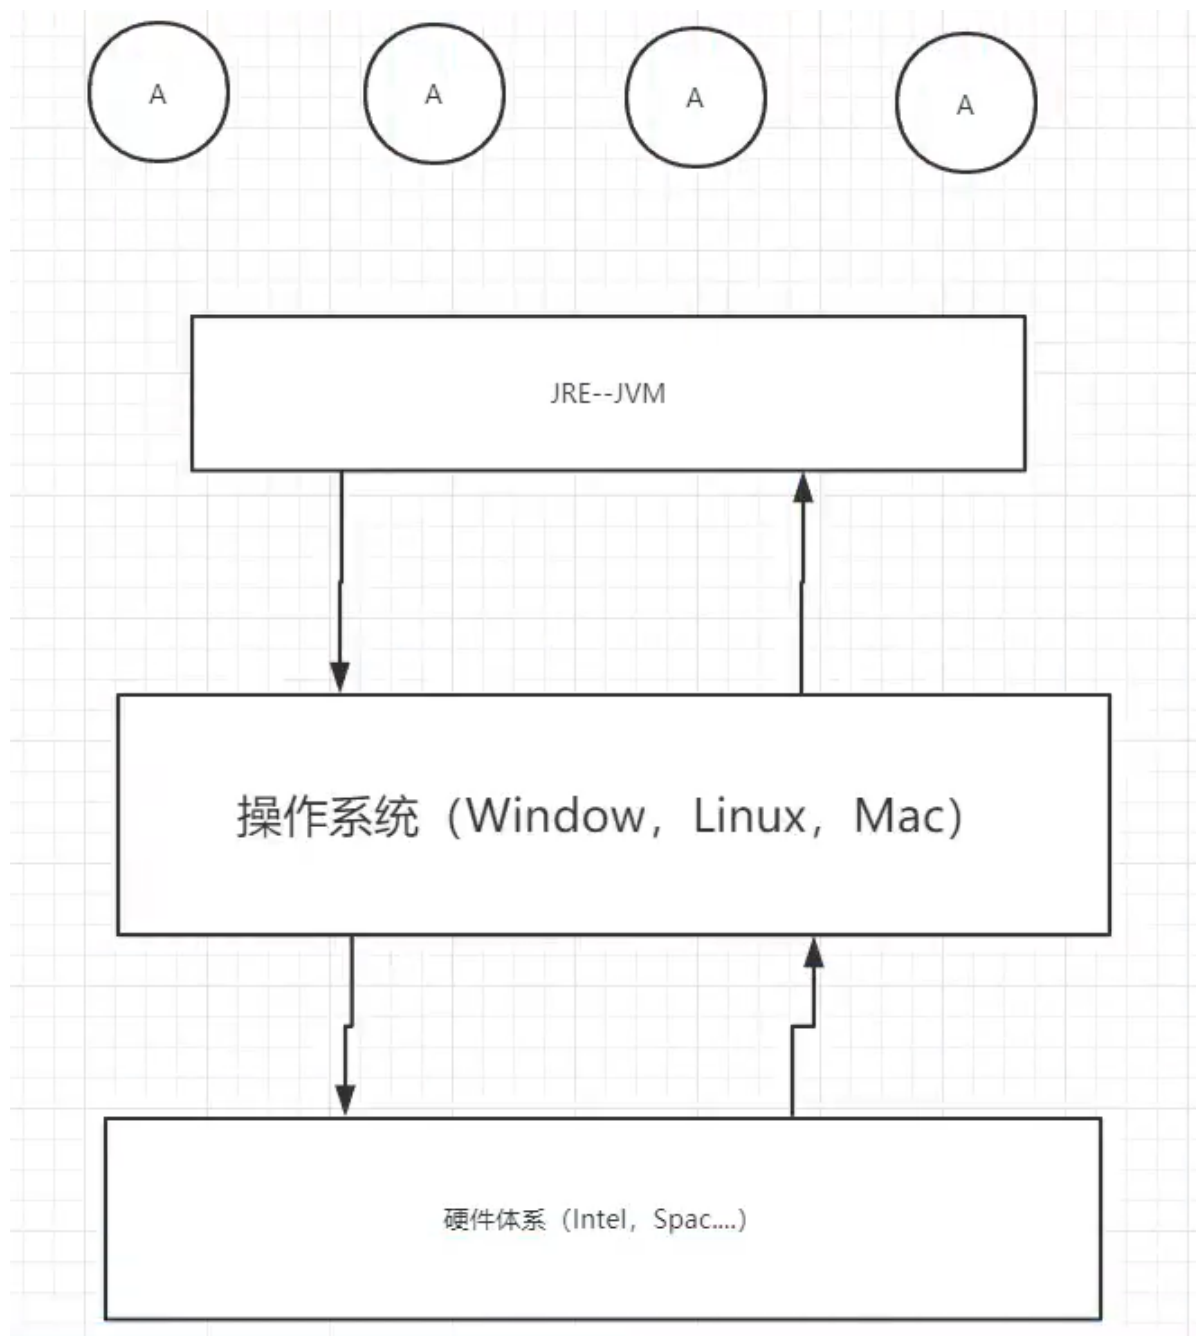 A
A
A
A
JRE--JVM
操作系统（Window，Linux，Mac）
硬件体系（Intel，Spac....）